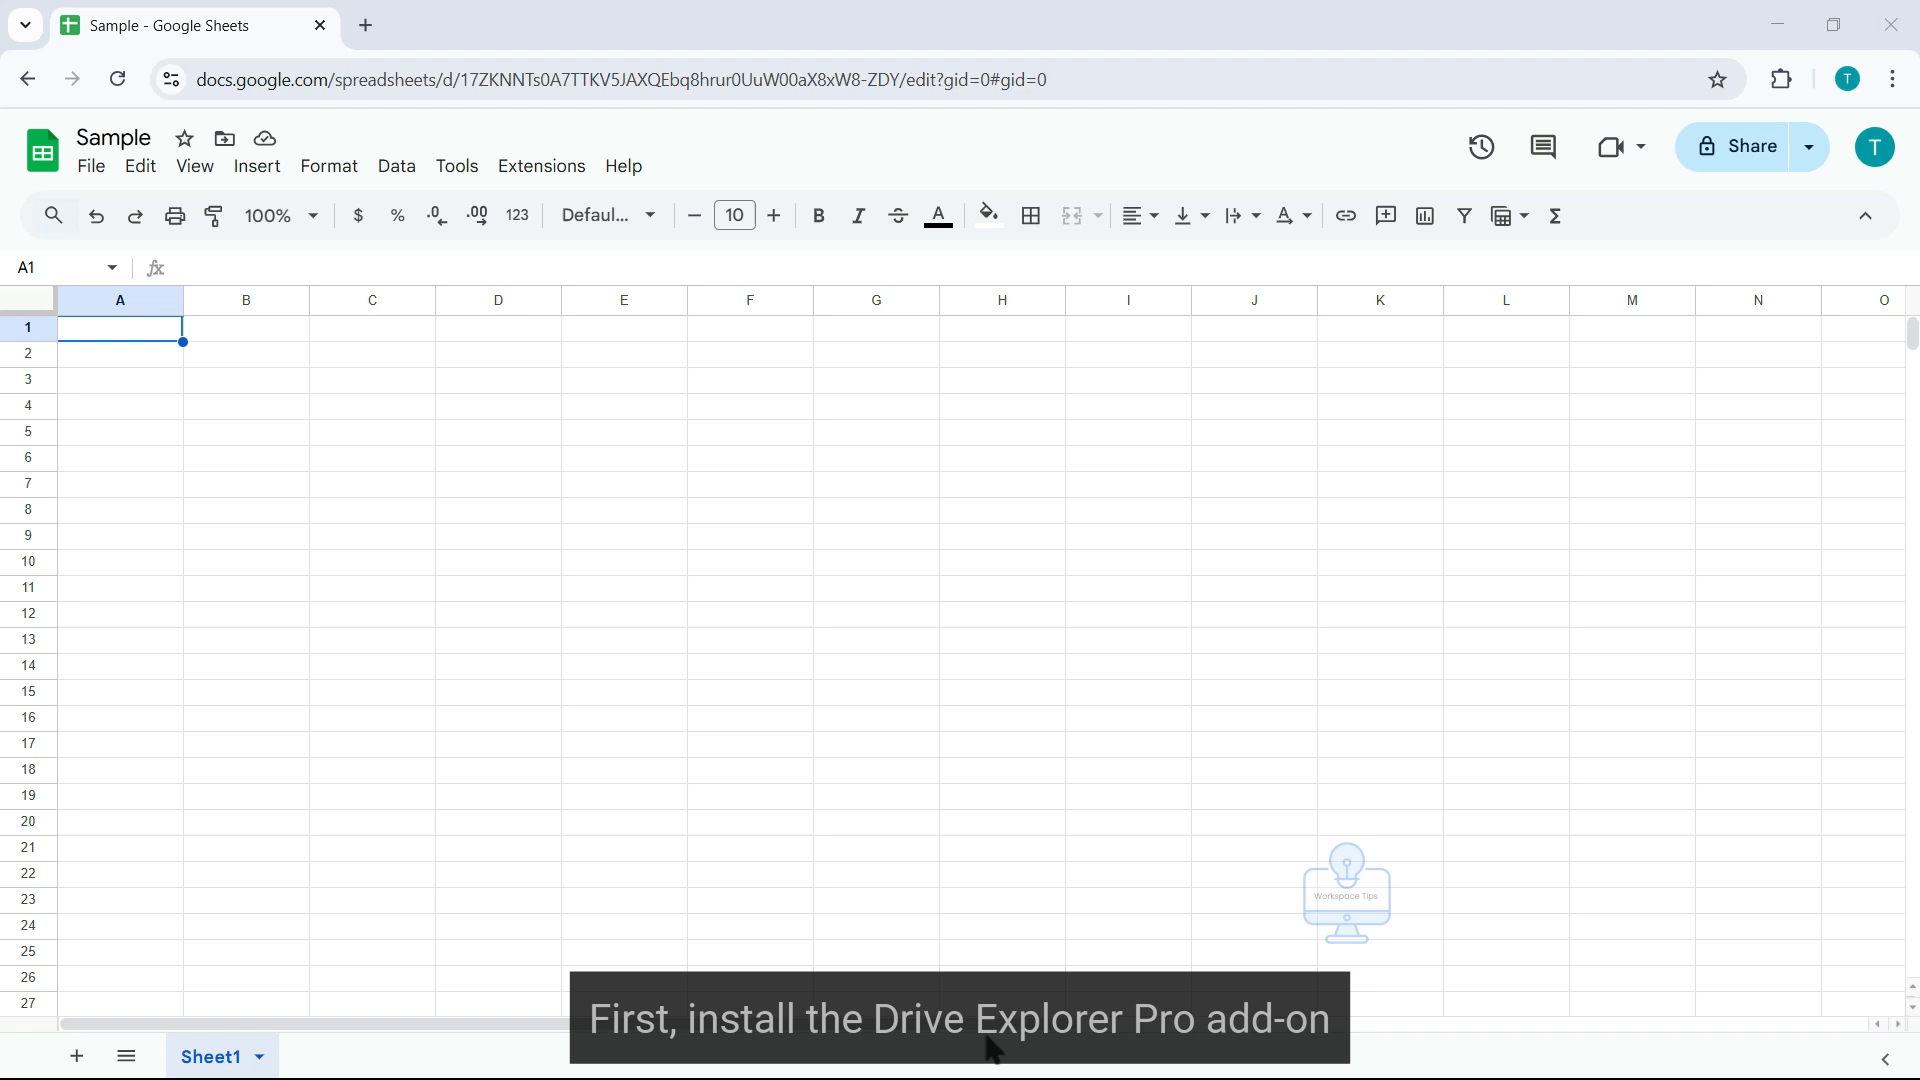 Sample - Google Sheets
docs.google.com/spreadsheets/d/17ZKNNTs0A7TTKV5JAXQEbq8hrur0UuW00aX8xW8-ZDY/edit?gid=0#gid=0
T
Sample
File Edit View Insert Format Data Tools Extensions Help
Share
T
100% $ % .0 .00 123 Defaul... 10 B I S A A Σ
A1 fx
A B C D E F G H I J K L M N O
1
2
3
4
5
6
7
8
9
10
11
12
13
14
15
16
17
18
19
20
21
22
23
24
25
26
27
Workspace Tips
First, install the Drive Explorer Pro add-on
Sheet1